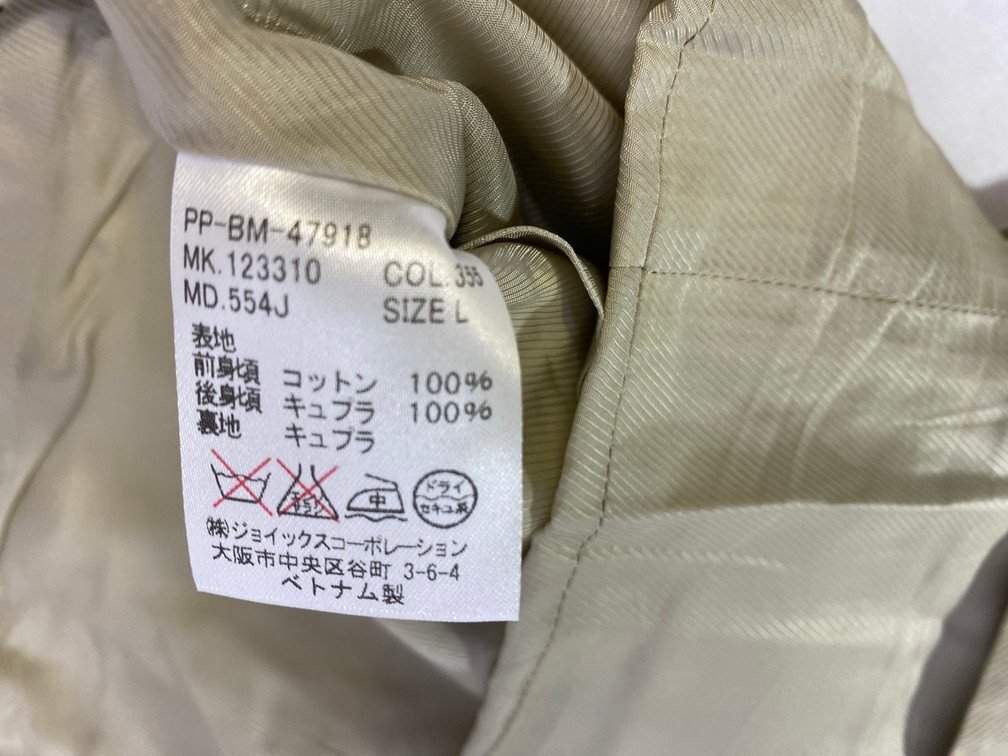 PP-BM-47918
MK.123310 COL.355
MD.554J SIZE L
表地
前身頃 コットン 100%
後身頃 キュプラ 100%
裏地 キュプラ
中 ドライ セキユ系
㈱ジョイックスコーポレーション
大阪市中央区谷町 3-6-4
ベトナム製